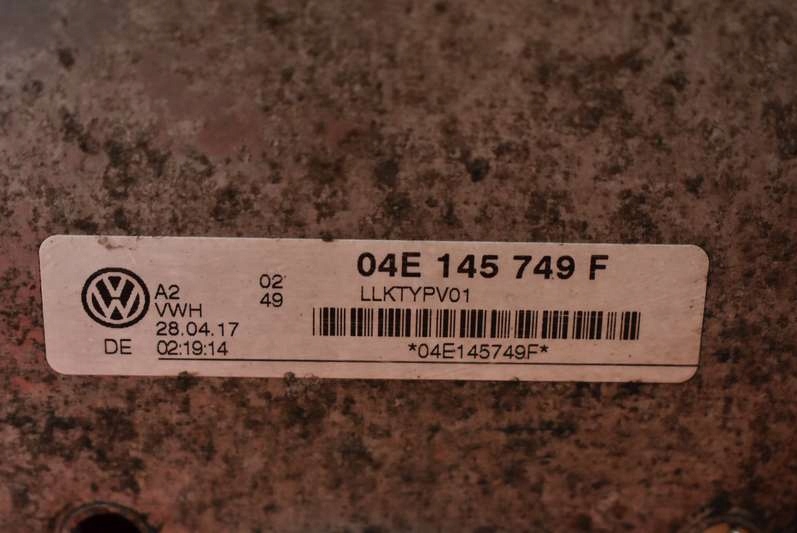 04E 145 749 F
A2 02 LLKTYPV01
VWH 49
28.04.17
DE 02:19:14 *04E145749F*